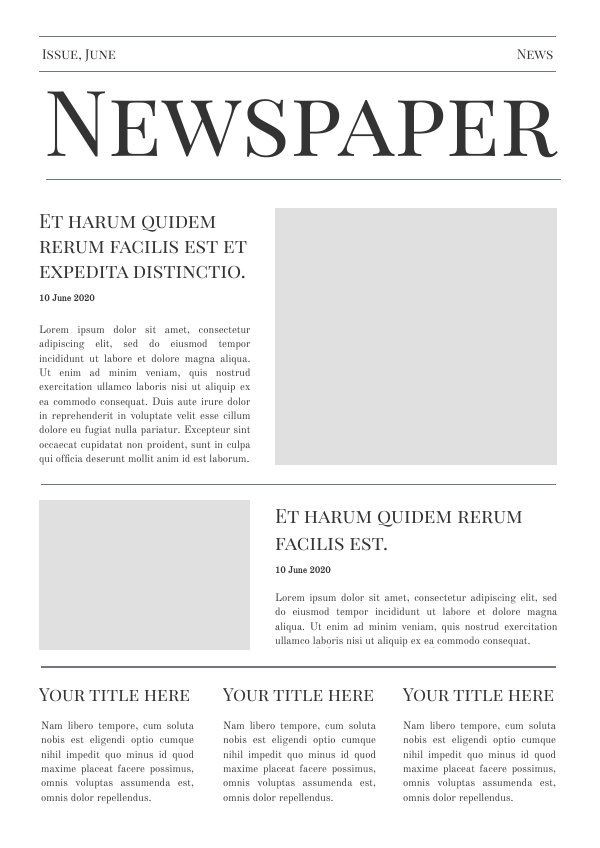 Issue, June
News
Newspaper
Et harum quidem
rerum facilis est et
expedita distinctio.
10 June 2020
Lorem ipsum dolor sit amet, consectetur
adipiscing elit, sed do eiusmod tempor
incididunt ut labore et dolore magna aliqua.
Ut enim ad minim veniam, quis nostrud
exercitation ullamco laboris nisi ut aliquip ex
ea commodo consequat. Duis aute irure dolor
in reprehenderit in voluptate velit esse cillum
dolore eu fugiat nulla pariatur. Excepteur sint
occaecat cupidatat non proident, sunt in culpa
qui officia deserunt mollit anim id est laborum.
Et harum quidem rerum
facilis est.
10 June 2020
Lorem ipsum dolor sit amet, consectetur adipiscing elit, sed
do eiusmod tempor incididunt ut labore et dolore magna
aliqua. Ut enim ad minim veniam, quis nostrud exercitation
ullamco laboris nisi ut aliquip ex ea commodo consequat.
Your title here
Nam libero tempore, cum soluta
nobis est eligendi optio cumque
nihil impedit quo minus id quod
maxime placeat facere possimus,
omnis voluptas assumenda est,
omnis dolor repellendus.
Your title here
Nam libero tempore, cum soluta
nobis est eligendi optio cumque
nihil impedit quo minus id quod
maxime placeat facere possimus,
omnis voluptas assumenda est,
omnis dolor repellendus.
Your title here
Nam libero tempore, cum soluta
nobis est eligendi optio cumque
nihil impedit quo minus id quod
maxime placeat facere possimus,
omnis voluptas assumenda est,
omnis dolor repellendus.